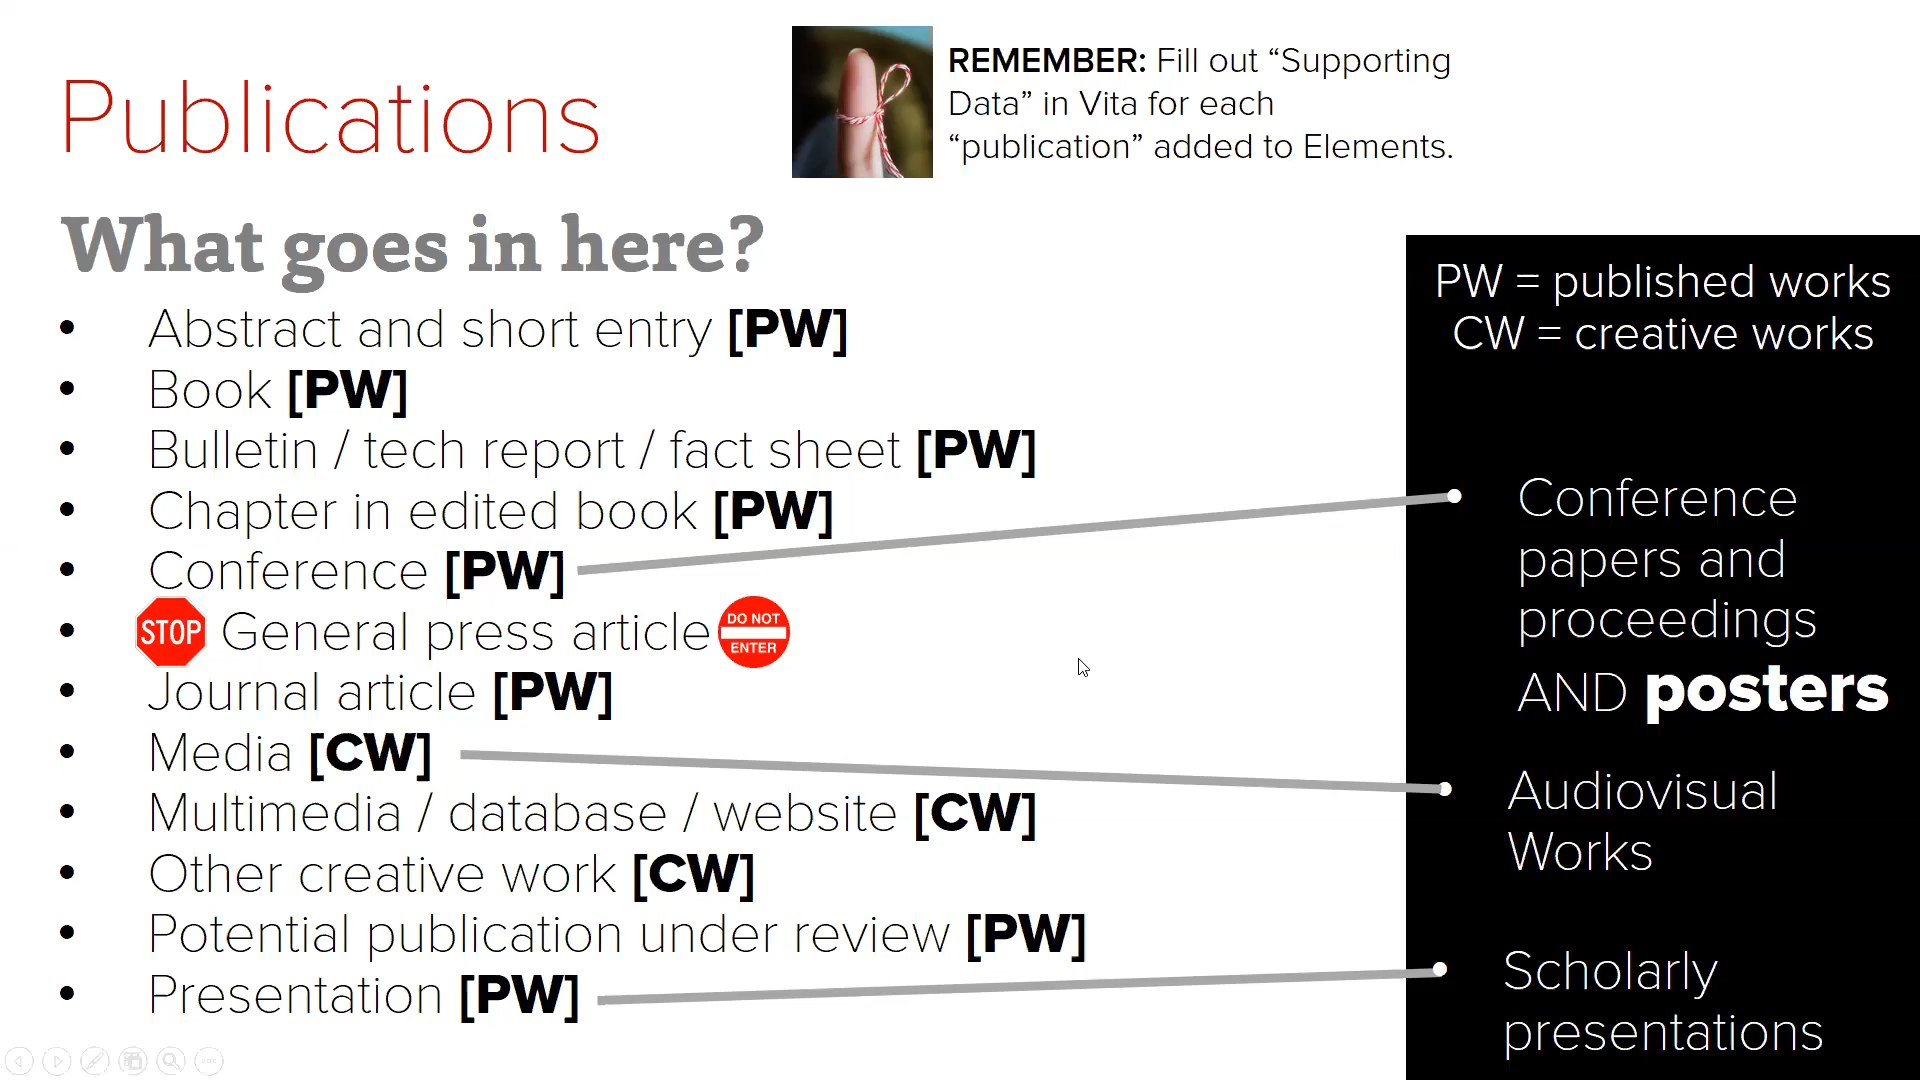 Publications
REMEMBER: Fill out “Supporting
Data” in Vita for each
“publication” added to Elements.
What goes in here?
• Abstract and short entry [PW]
• Book [PW]
• Bulletin / tech report / fact sheet [PW]
• Chapter in edited book [PW]
• Conference [PW]
• STOP General press article DO NOT ENTER
• Journal article [PW]
• Media [CW]
• Multimedia / database / website [CW]
• Other creative work [CW]
• Potential publication under review [PW]
• Presentation [PW]
PW = published works
CW = creative works
• Conference
papers and
proceedings
AND posters
• Audiovisual
Works
• Scholarly
presentations